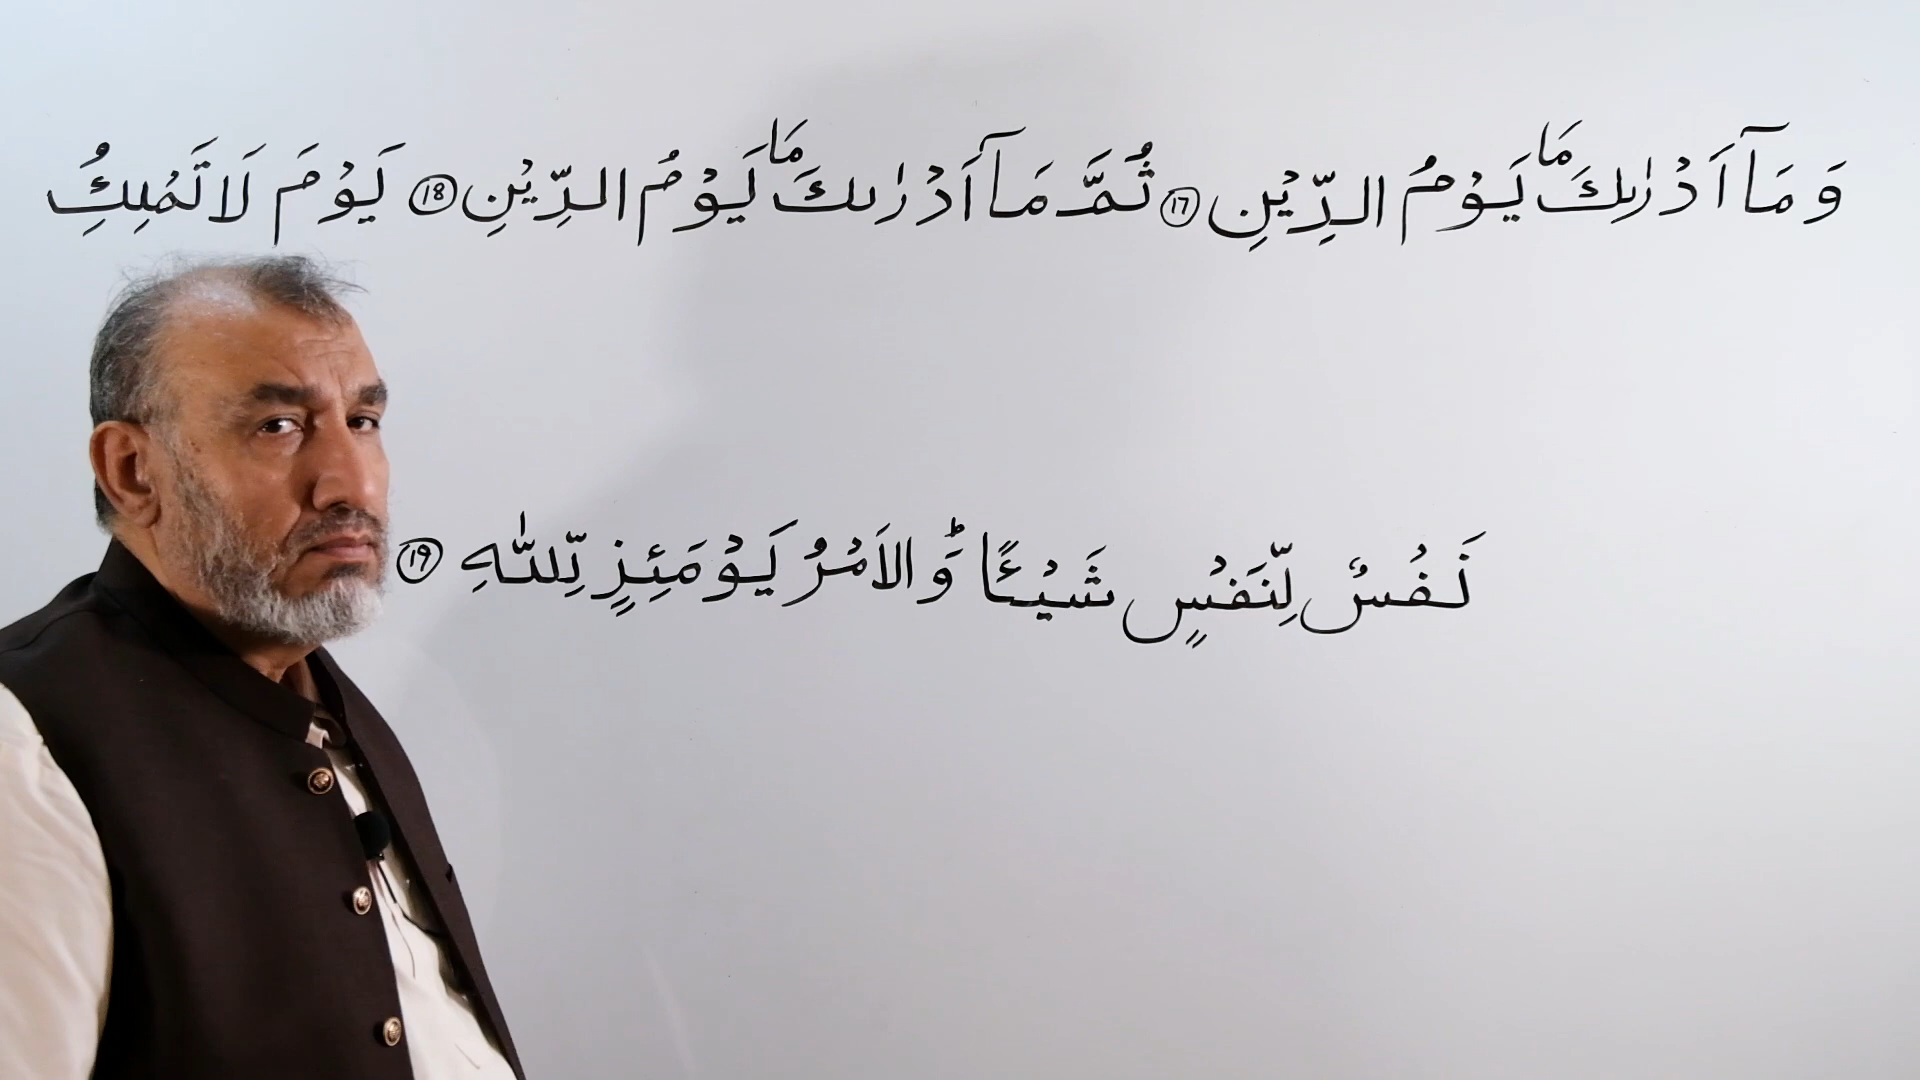 وَمَآ اَدْرٰىكَ مَا يَوْمُ الدِّيْنِ ١٧ ثُمَّ مَآ اَدْرٰىكَ مَا يَوْمُ الدِّيْنِ ١٨ يَوْمَ لَا تَمْلِكُ
نَفْسٌ لِّنَفْسٍ شَيْـًٔا وَالْاَمْرُ يَوْمَئِذٍ لِّلّٰهِ ١٩